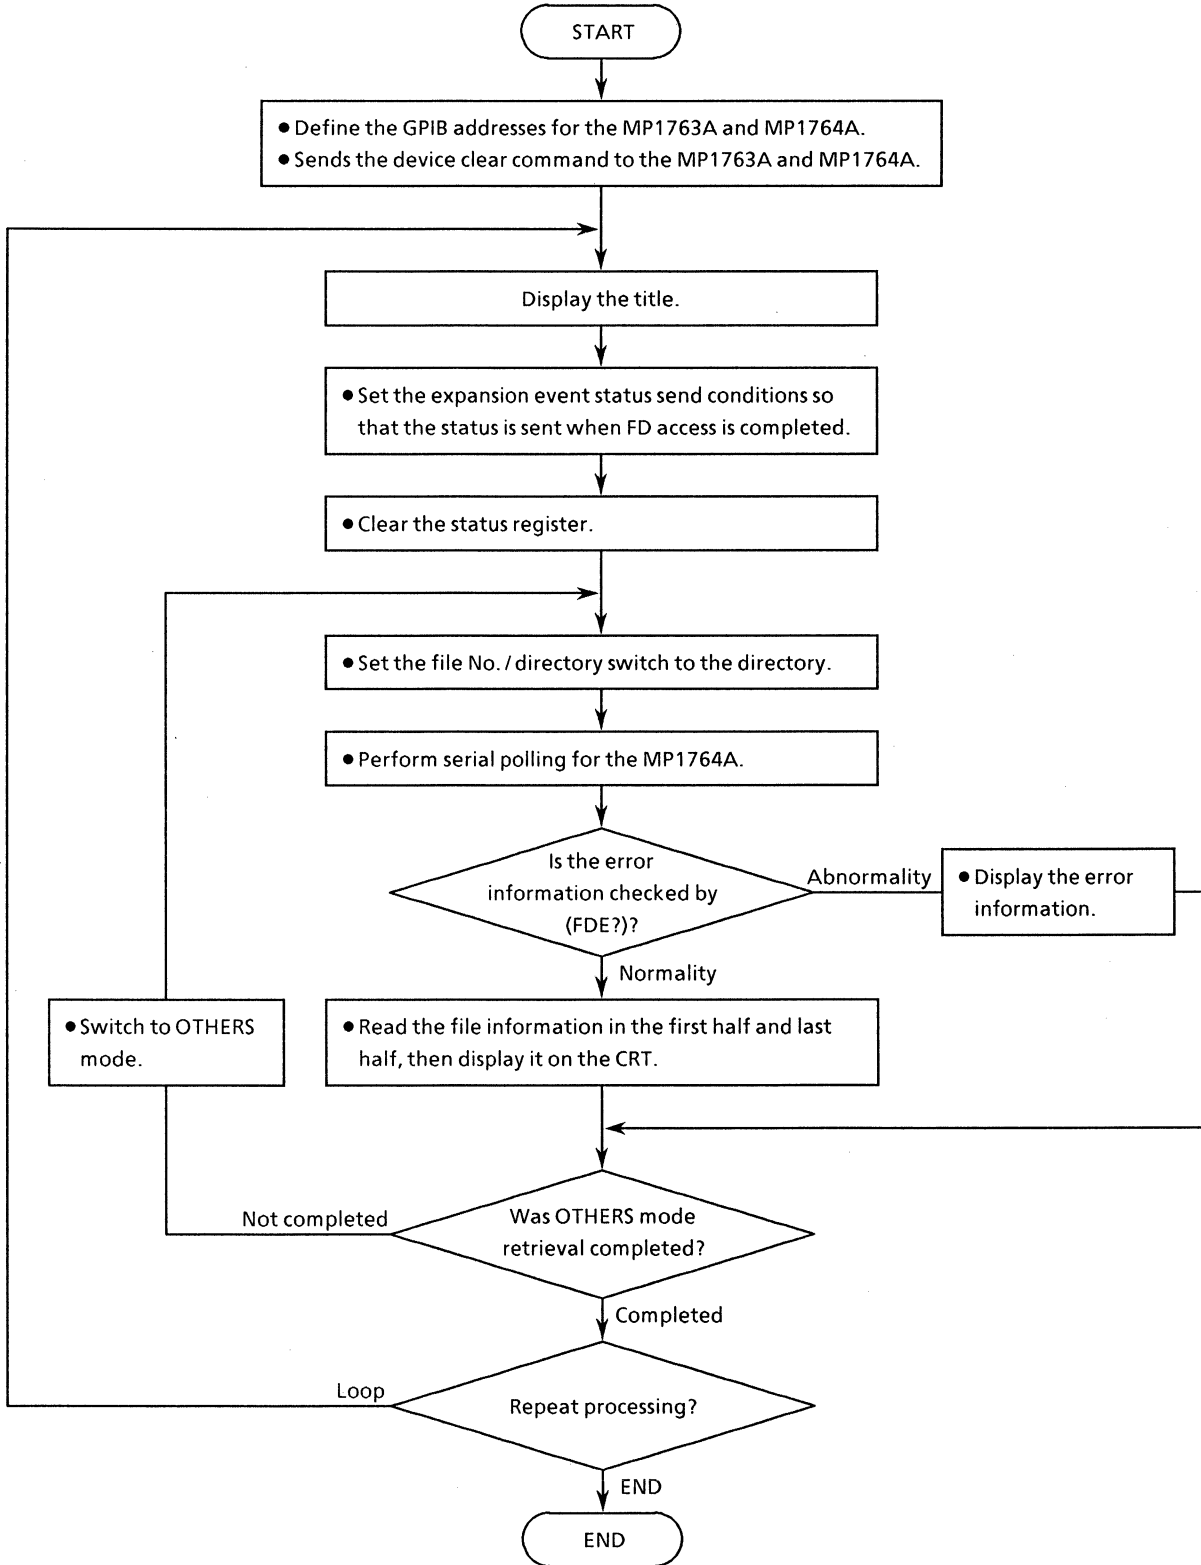 START
● Define the GPIB addresses for the MP1763A and MP1764A.
● Sends the device clear command to the MP1763A and MP1764A.
Display the title.
● Set the expansion event status send conditions so
that the status is sent when FD access is completed.
● Clear the status register.
● Set the file No. / directory switch to the directory.
● Perform serial polling for the MP1764A.
Is the error
information checked by
(FDE?)?
Abnormality
● Display the error
information.
Normality
● Switch to OTHERS
mode.
● Read the file information in the first half and last
half, then display it on the CRT.
Not completed
Was OTHERS mode
retrieval completed?
Completed
Loop
Repeat processing?
END
END